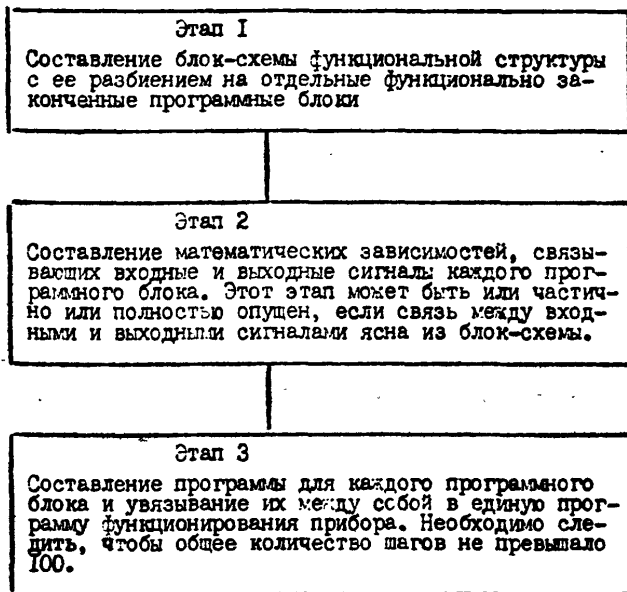 Этап I
Составление блок-схемы функциональной структуры
с ее разбиением на отдельные функционально за-
конченные программные блоки
Этап 2
Составление математических зависимостей, связы-
вающих входные и выходные сигналы каждого прог-
раммного блока. Этот этап может быть или частич-
но или полностью опущен, если связь между вход-
ными и выходными сигналами ясна из блок-схемы.
Этап 3
Составление программы для каждого программного
блока и увязывание их между собой в единую прог-
рамму функционирования прибора. Необходимо сле-
дить, чтобы общее количество шагов не превышало
100.